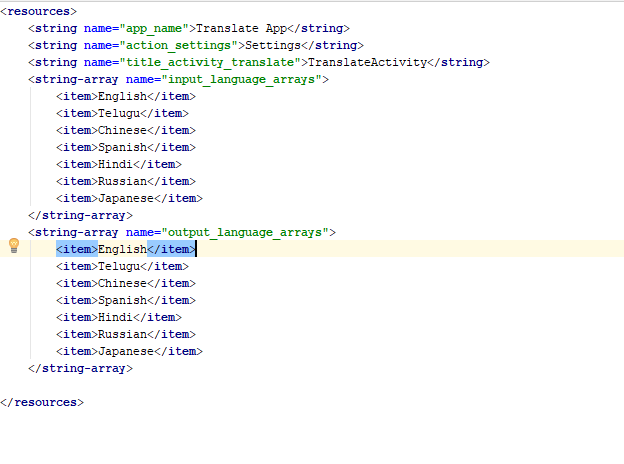 <resources>
    <string name="app_name">Translate App</string>
    <string name="action_settings">Settings</string>
    <string name="title_activity_translate">TranslateActivity</string>
    <string-array name="input_language_arrays">
        <item>English</item>
        <item>Telugu</item>
        <item>Chinese</item>
        <item>Spanish</item>
        <item>Hindi</item>
        <item>Russian</item>
        <item>Japanese</item>
    </string-array>
    <string-array name="output_language_arrays">
        <item>English</item>
        <item>Telugu</item>
        <item>Chinese</item>
        <item>Spanish</item>
        <item>Hindi</item>
        <item>Russian</item>
        <item>Japanese</item>
    </string-array>
</resources>